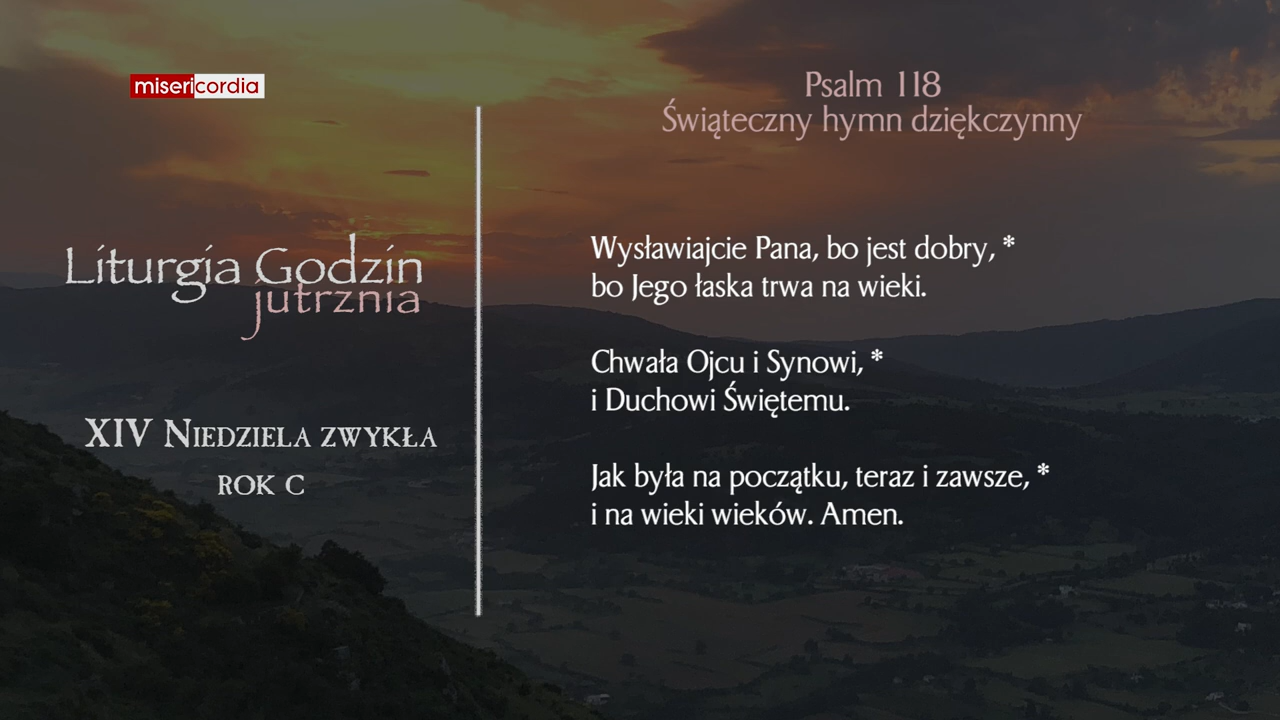 misericordia
Liturgia Godzin
jutrznia
XIV Niedziela zwykła
rok C
Psalm 118
Świąteczny hymn dziękczynny
Wysławiajcie Pana, bo jest dobry, *
bo Jego łaska trwa na wieki.
Chwała Ojcu i Synowi, *
i Duchowi Świętemu.
Jak była na początku, teraz i zawsze, *
i na wieki wieków. Amen.